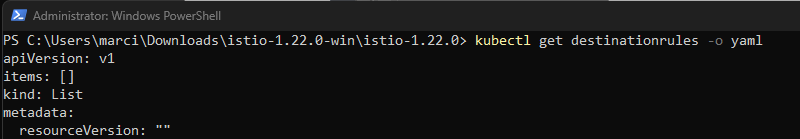 Administrator: Windows PowerShell
PS C:\Users\marci\Downloads\istio-1.22.0-win\istio-1.22.0> kubectl get destinationrules -o yaml
apiVersion: v1
items: []
kind: List
metadata:
  resourceVersion: ""